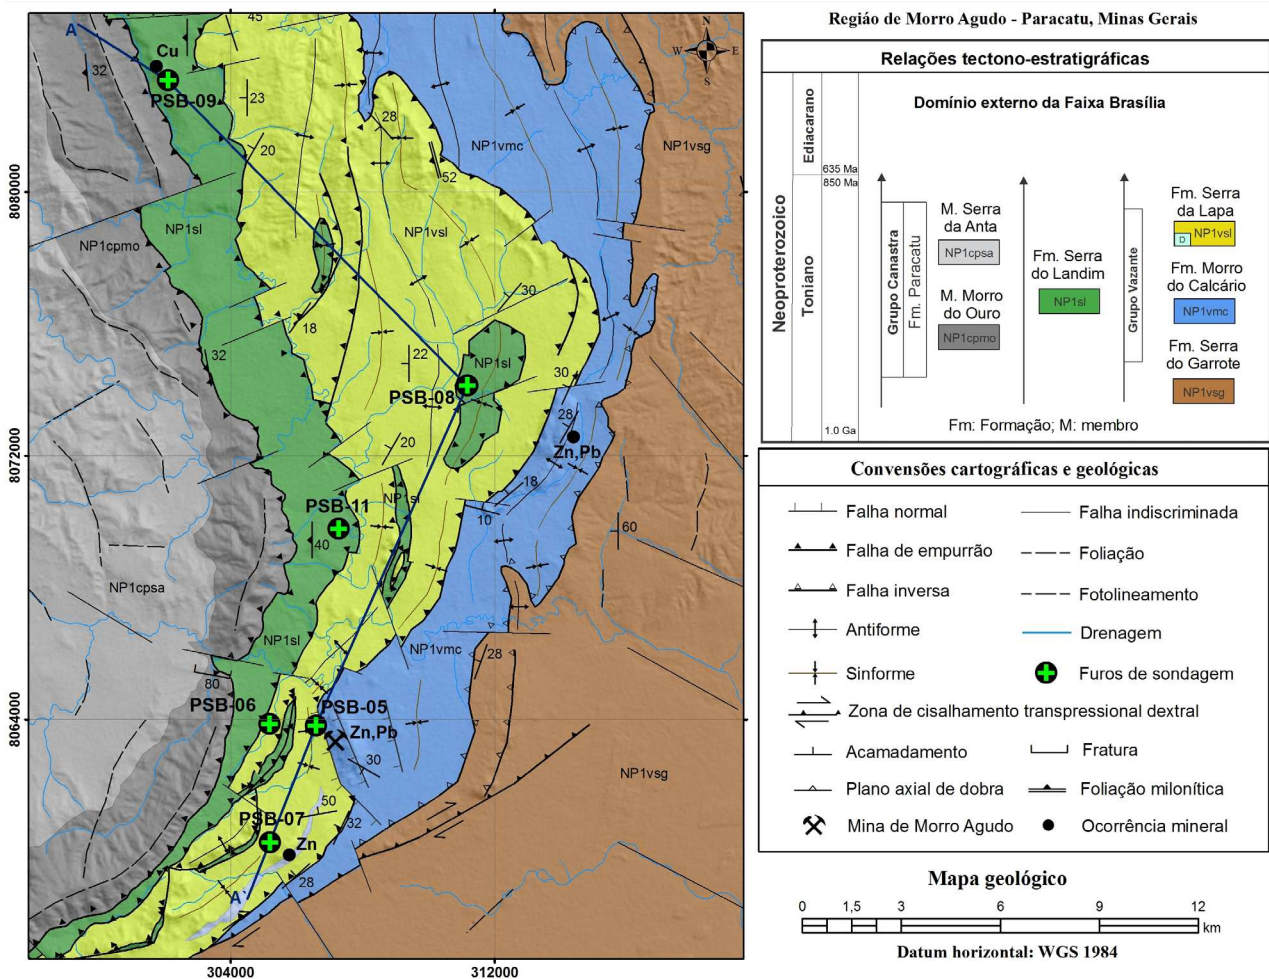 Regiáo de Morro Agudo - Paracatu, Minas Gerais
A
45
N
W E
S
Cu
32
PSB-09
23
28
20
52
NP1vmc
NP1vsg
8080000
NP1sl
NP1cpmo
NP1vsl
30
18
32
22
NP1sl
30
PSB-08
28
20
Zn,Pb
8072000
NP1sl
18
PSB-11
10
60
40
NP1cpsa
NP1sl
NP1vmc
28
80
PSB-06
PSB-05
8064000
Zn,Pb
30
NP1vsg
50
PSB-07
32
Zn
28
A'
304000
312000
Relações tectono-estratigráficas
Domínio externo da Faixa Brasília
Neoproterozoico
Ediacarano
Toniano
635 Ma
850 Ma
1.0 Ga
Grupo Canastra
Fm. Paracatu
M. Serra
da Anta
NP1cpsa
M. Morro
do Ouro
NP1cpmo
Fm. Serra
do Landim
NP1sl
Grupo Vazante
Fm. Serra
da Lapa
D NP1vsl
Fm. Morro
do Calcário
NP1vmc
Fm. Serra
do Garrote
NP1vsg
Fm: Formação; M: membro
Convensões cartográficas e geológicas
Falha normal
Falha indiscriminada
Falha de empurrão
Foliação
Falha inversa
Fotolineamento
Antiforme
Drenagem
Sinforme
Furos de sondagem
Zona de cisalhamento transpressional dextral
Acamadamento
Fratura
Plano axial de dobra
Foliação milonítica
Mina de Morro Agudo
Ocorrência mineral
Mapa geológico
0 1,5 3 6 9 12
km
Datum horizontal: WGS 1984